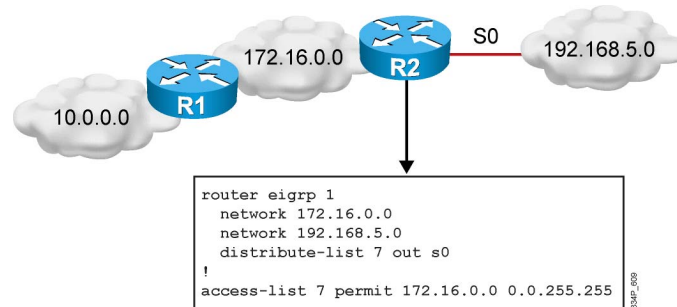 S0
172.16.0.0
192.168.5.0
R2
R1
10.0.0.0
router eigrp 1
  network 172.16.0.0
  network 192.168.5.0
  distribute-list 7 out s0
!
access-list 7 permit 172.16.0.0 0.0.255.255
334P_609